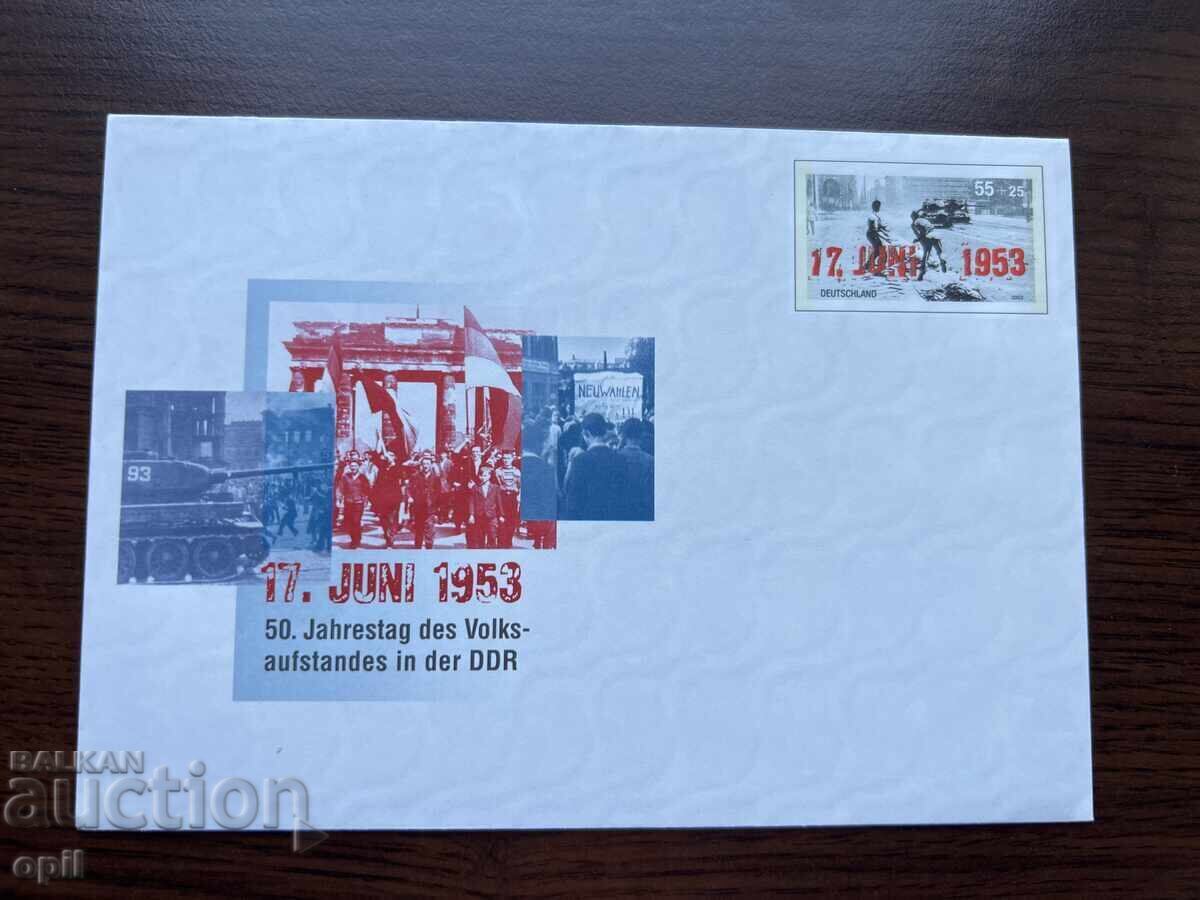 55+25
17. JUNI 1953
DEUTSCHLAND
2003
NEUWAHLEN
93
17. JUNI 1953
50. Jahrestag des Volks-
aufstandes in der DDR
BALKAN
auction
opil